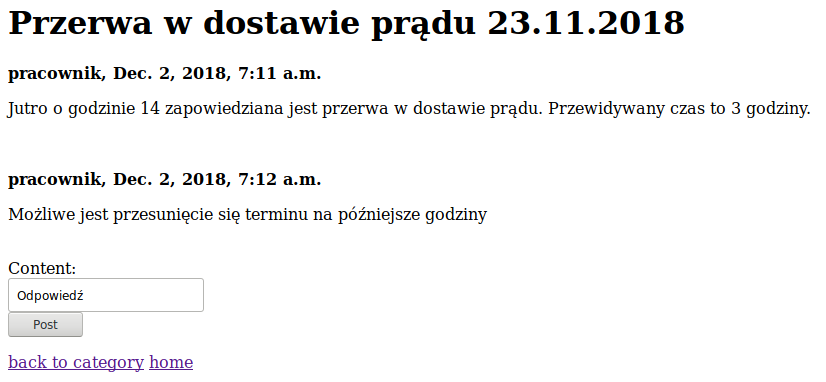 Przerwa w dostawie prądu 23.11.2018
pracownik, Dec. 2, 2018, 7:11 a.m.
Jutro o godzinie 14 zapowiedziana jest przerwa w dostawie prądu. Przewidywany czas to 3 godziny.
pracownik, Dec. 2, 2018, 7:12 a.m.
Możliwe jest przesunięcie się terminu na późniejsze godziny
Content:
Odpowiedź
Post
back to category home